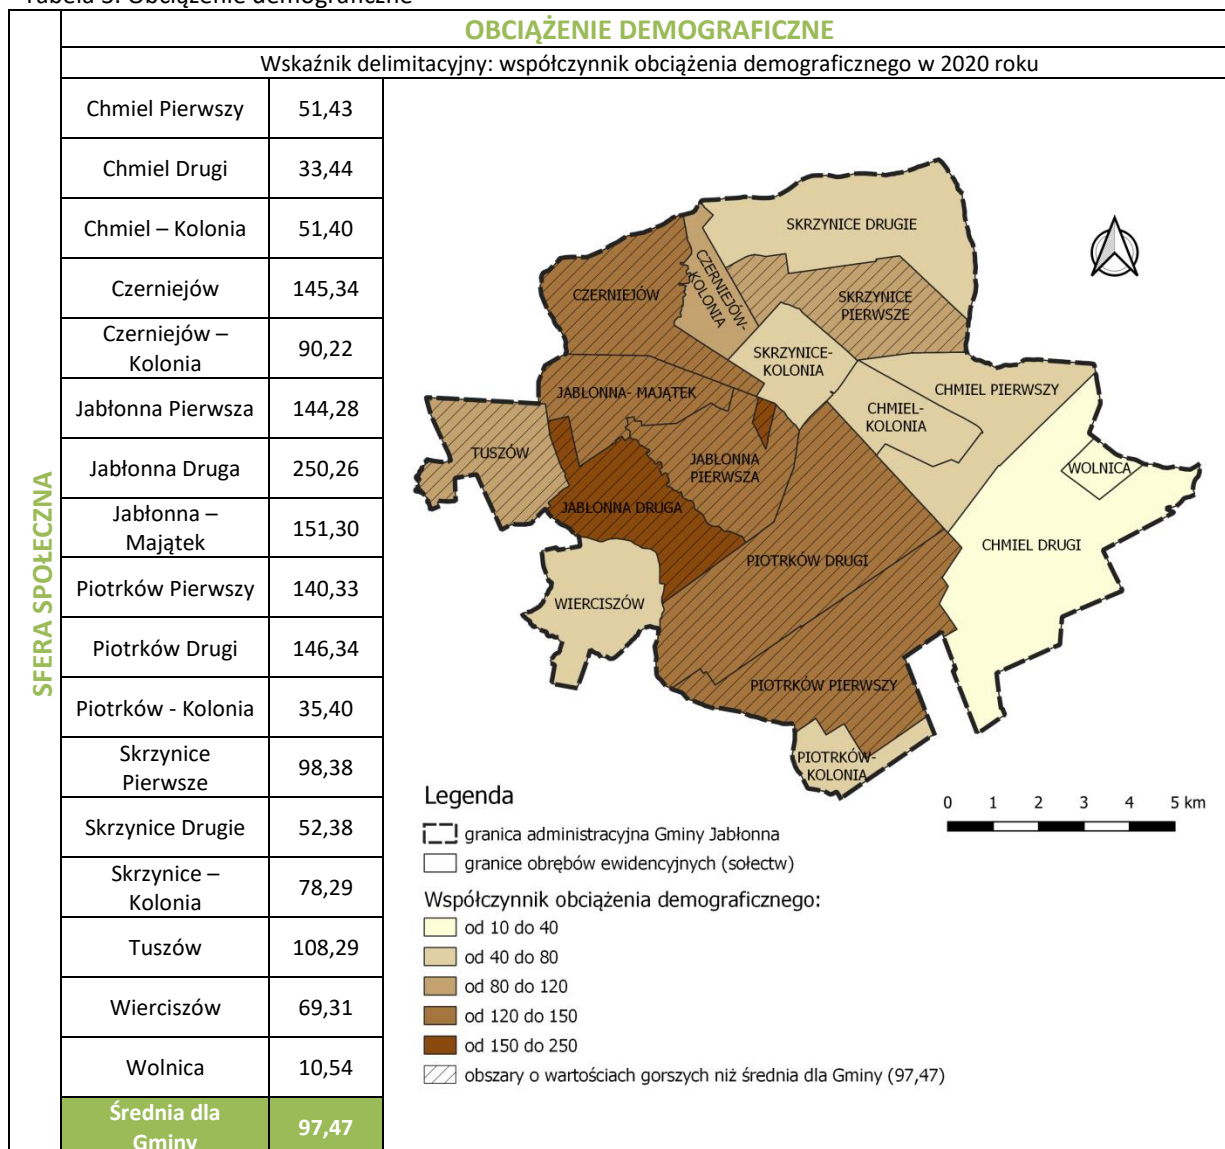 Tabela 3. Obciążenie demograficzne
OBCIĄŻENIE DEMOGRAFICZNE
Wskaźnik delimitacyjny: współczynnik obciążenia demograficznego w 2020 roku
SFERA SPOŁECZNA
Chmiel Pierwszy 51,43
Chmiel Drugi 33,44
Chmiel – Kolonia 51,40
Czerniejów 145,34
Czerniejów –
Kolonia 90,22
Jabłonna Pierwsza 144,28
Jabłonna Druga 250,26
Jabłonna –
Majątek 151,30
Piotrków Pierwszy 140,33
Piotrków Drugi 146,34
Piotrków - Kolonia 35,40
Skrzynice
Pierwsze 98,38
Skrzynice Drugie 52,38
Skrzynice –
Kolonia 78,29
Tuszów 108,29
Wierciszów 69,31
Wolnica 10,54
Średnia dla
Gminy 97,47
SKRZYNICE DRUGIE
CZERNIEJÓW-
KOLONIA
CZERNIEJÓW
SKRZYNICE
PIERWSZE
SKRZYNICE-
KOLONIA
JABŁONNA- MAJĄTEK
CHMIEL PIERWSZY
CHMIEL-
KOLONIA
TUSZÓW
JABŁONNA
PIERWSZA
WOLNICA
JABŁONNA DRUGA
CHMIEL DRUGI
PIOTRKÓW DRUGI
WIERCISZÓW
PIOTRKÓW PIERWSZY
PIOTRKÓW-
KOLONIA
0 1 2 3 4 5 km
Legenda
granica administracyjna Gminy Jabłonna
granice obrębów ewidencyjnych (sołectw)
Współczynnik obciążenia demograficznego:
od 10 do 40
od 40 do 80
od 80 do 120
od 120 do 150
od 150 do 250
obszary o wartościach gorszych niż średnia dla Gminy (97,47)